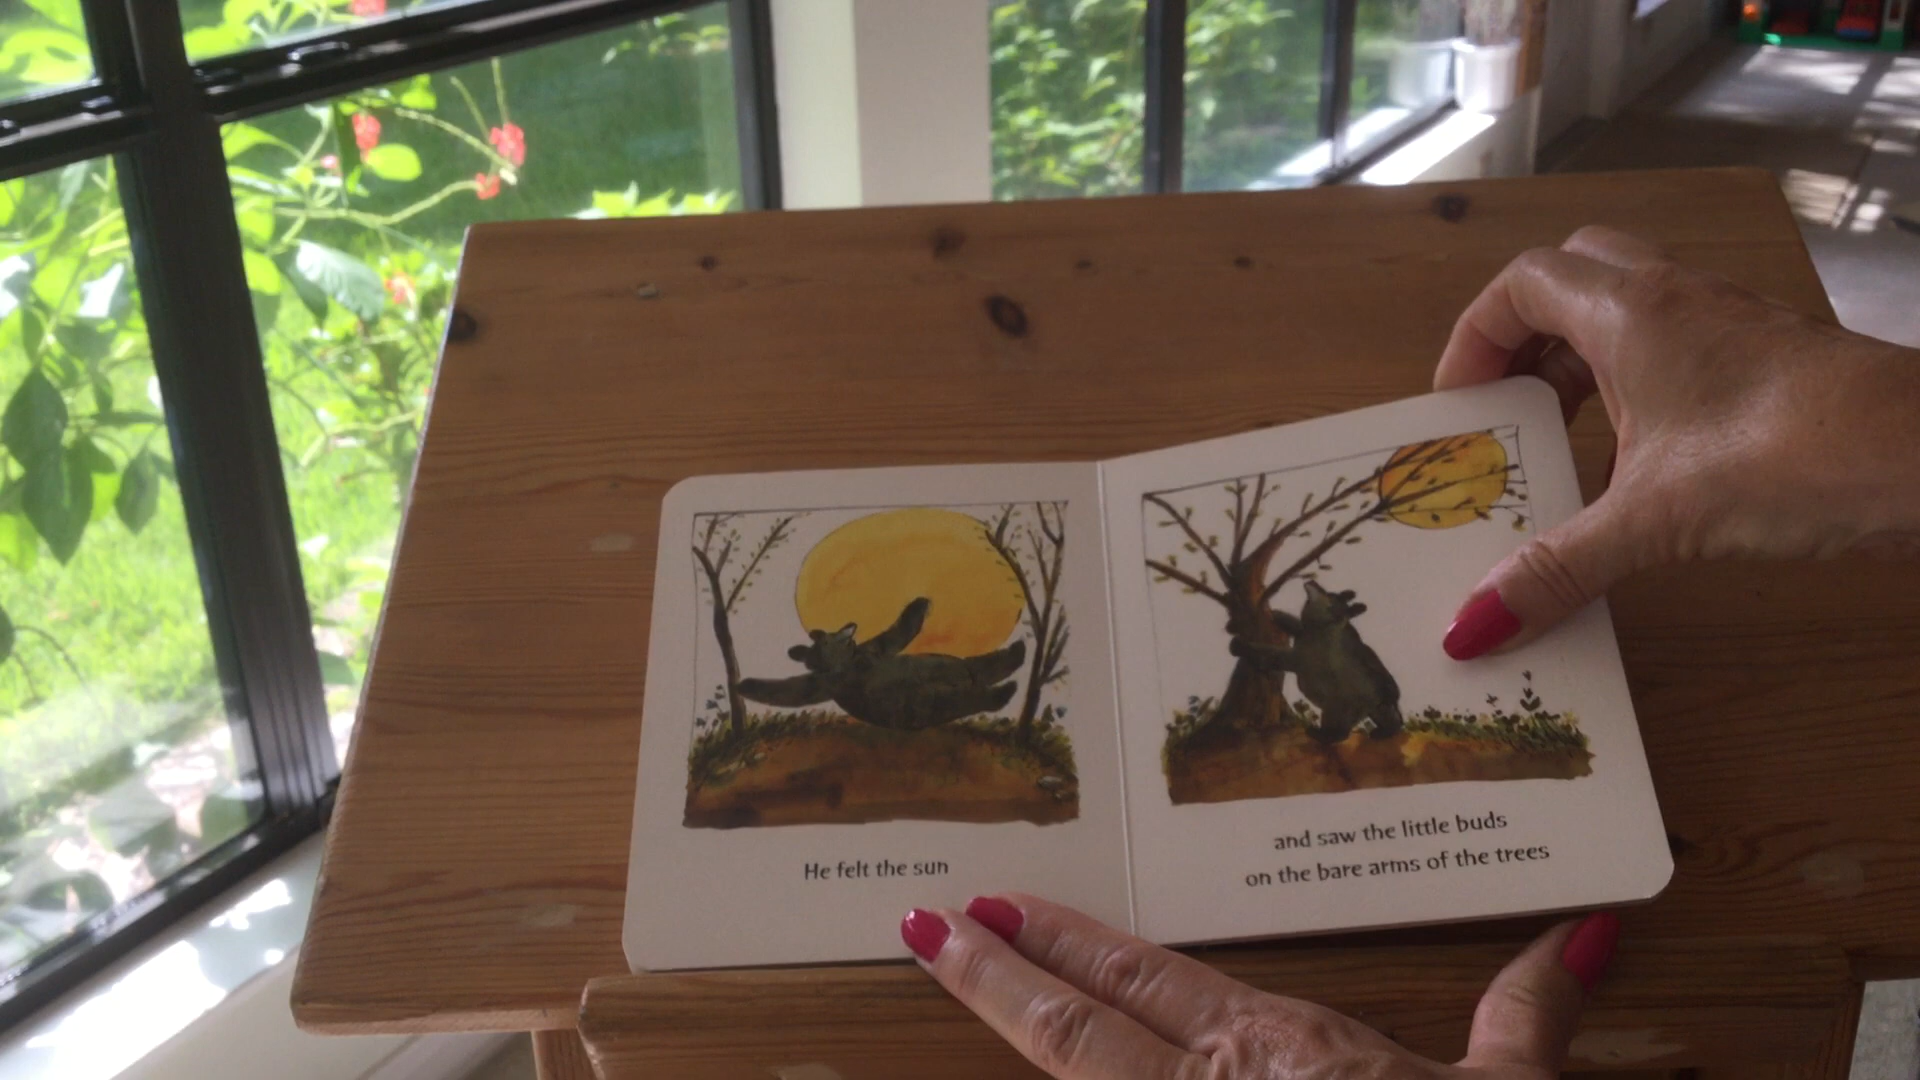 He felt the sun
and saw the little buds
on the bare arms of the trees